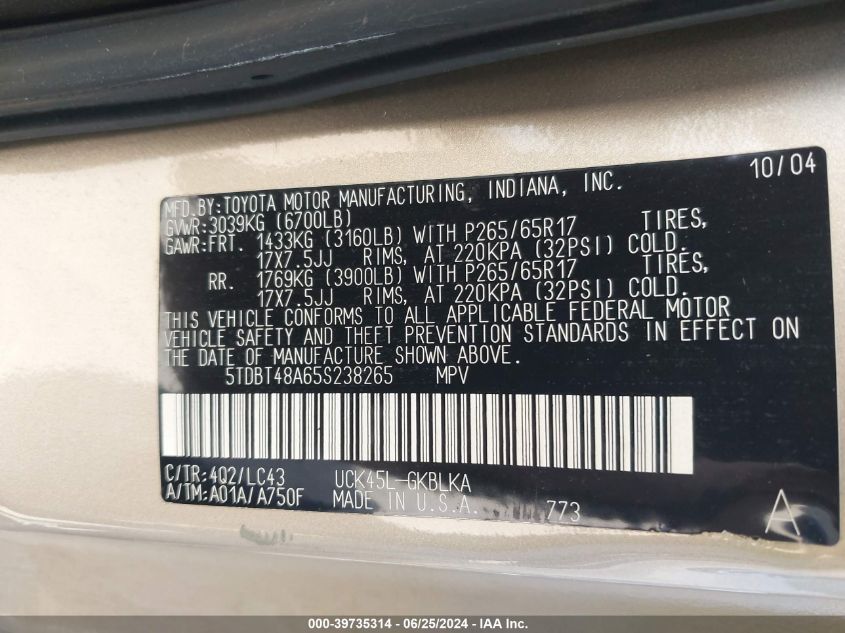 10/04
MFD.BY:TOYOTA MOTOR MANUFACTURING, INDIANA, INC.
GVWR:3039KG (6700LB)
GAWR:FRT. 1433KG (3160LB) WITH P265/65R17 TIRES,
17X7.5JJ RIMS, AT 220KPA (32PSI) COLD.
RR. 1769KG (3900LB) WITH P265/65R17 TIRES,
17X7.5JJ RIMS, AT 220KPA (32PSI) COLD.
THIS VEHICLE CONFORMS TO ALL APPLICABLE FEDERAL MOTOR
VEHICLE SAFETY AND THEFT PREVENTION STANDARDS IN EFFECT ON
THE DATE OF MANUFACTURE SHOWN ABOVE.
5TDBT48A65S238265 MPV
C/TR:4Q2/LC43 UCK45L-GKBLKA
A/TM:A01A/A750F MADE IN U.S.A. 773
A
000-39735314 - 06/25/2024 - IAA Inc.